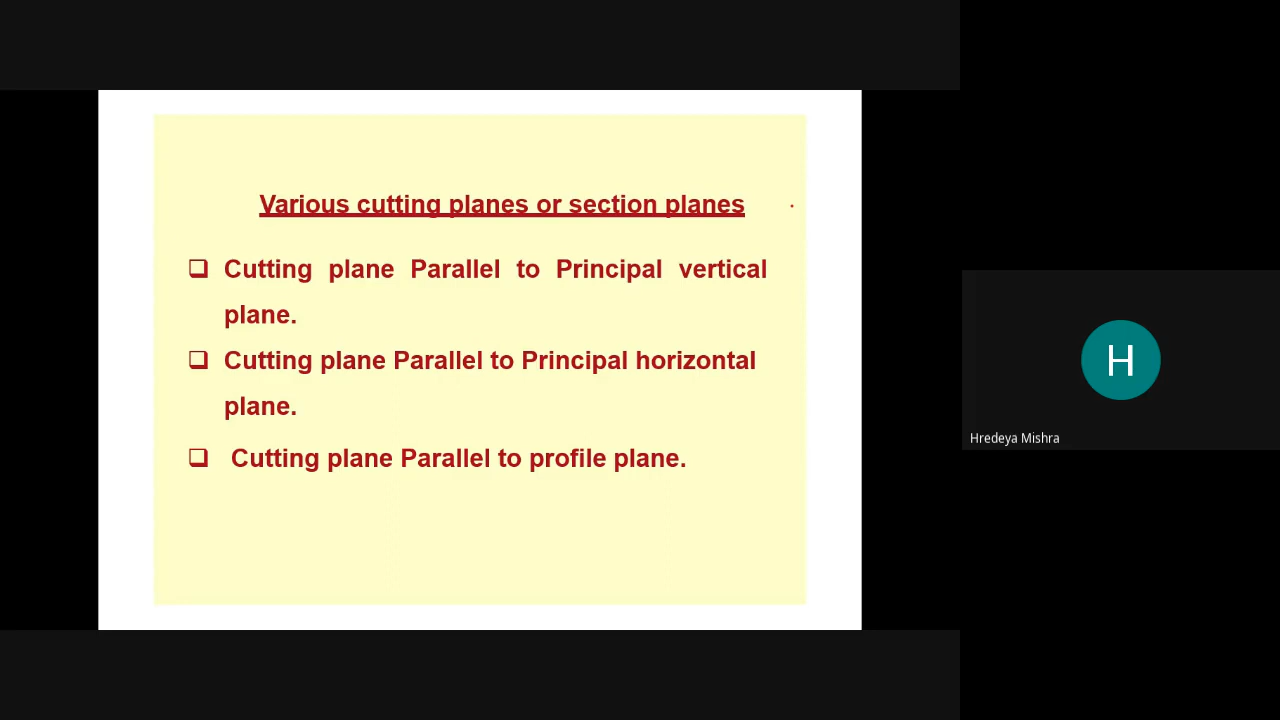 Various cutting planes or section planes
❑ Cutting plane Parallel to Principal vertical
plane.
❑ Cutting plane Parallel to Principal horizontal
plane.
❑ Cutting plane Parallel to profile plane.
H
Hredeya Mishra